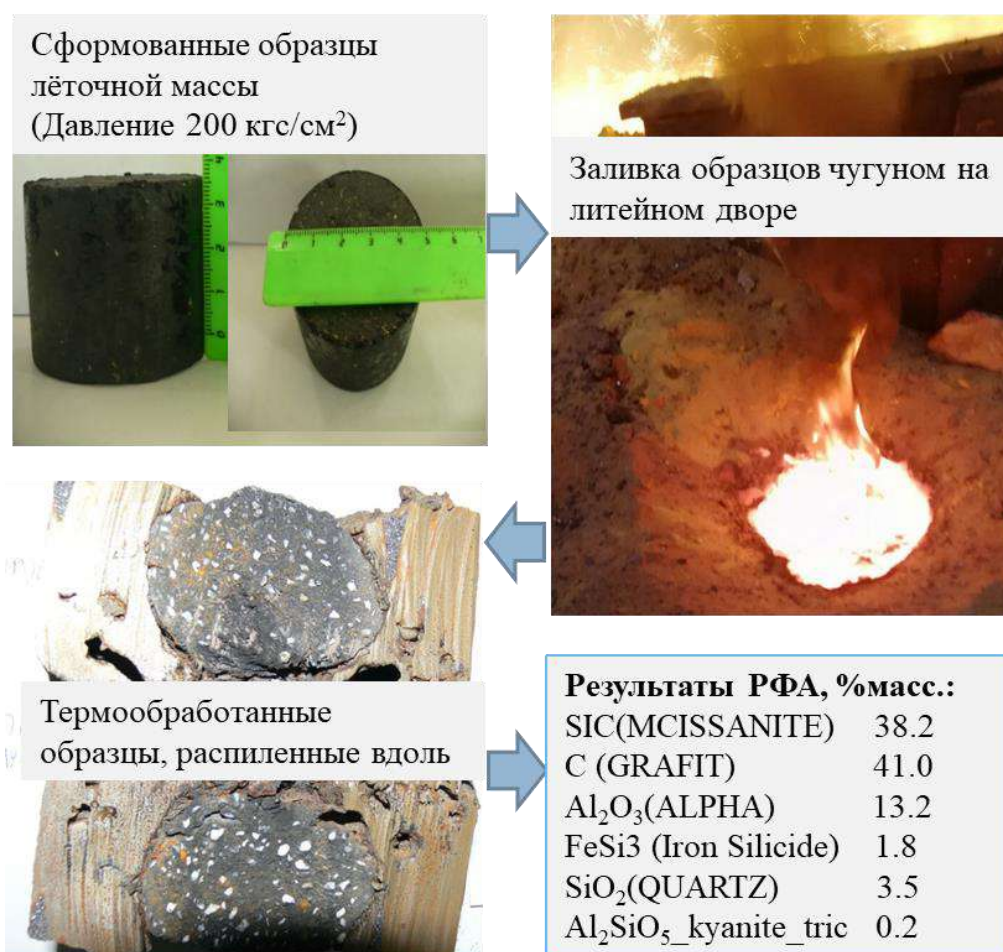 Сформованные образцы
лёточной массы
(Давление 200 кгс/см²)
Заливка образцов чугуном на
литейном дворе
Термообработанные
образцы, распиленные вдоль
Результаты РФА, %масс.:
SIC(MCISSANITE) 38.2
C (GRAFIT) 41.0
Al₂O₃(ALPHA) 13.2
FeSi3 (Iron Silicide) 1.8
SiO₂(QUARTZ) 3.5
Al₂SiO₅_kyanite_tric 0.2